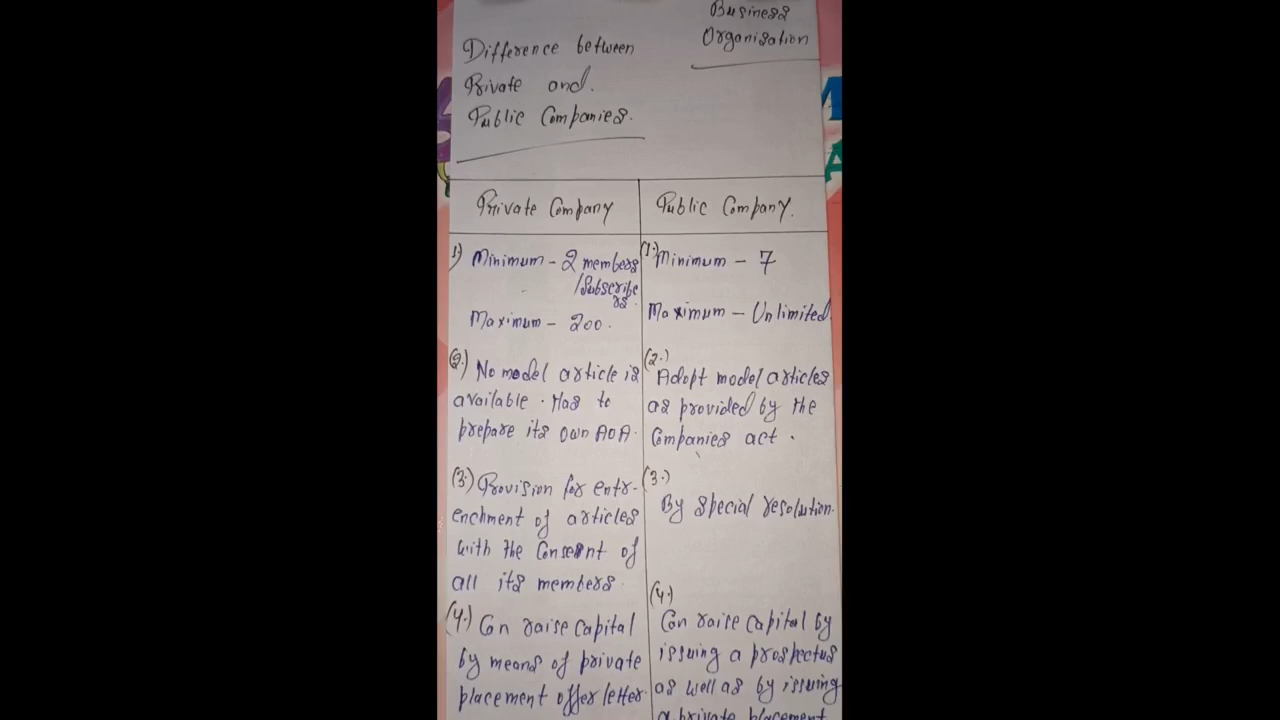 Business
Organisation
Difference between
Private and.
Public Companies.
Private Company
Public Company.
1) Minimum - 2 members
/Subscribe
rs.
Maximum - 200.
(2.) No model article is
available. Has to
prepare its own AOA.
(3.) Provision for entr-
enchment of articles
with the Consent of
all its members.
(4.) Can raise Capital
by means of private
placement offer letter.
(1.) Minimum - 7
Maximum - Unlimited.
(2.)
Adopt model articles
as provided by the
Companies act.
(3.)
By special resolution.
(4.)
Can raise capital by
issuing a prospectus
as well as by issuing
a private placement